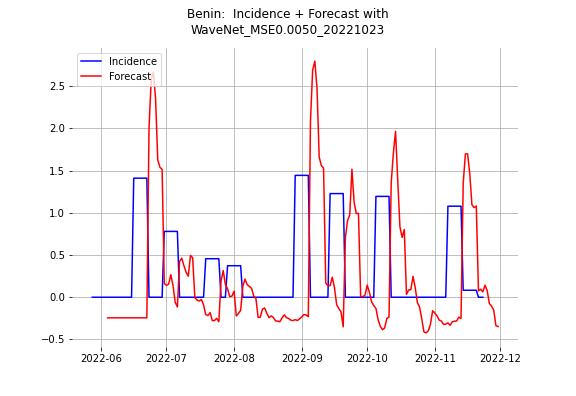 Benin:  Incidence + Forecast with
WaveNet_MSE0.0050_20221023
Incidence
Forecast
2.5
2.0
1.5
1.0
0.5
0.0
−0.5
2022-06 2022-07 2022-08 2022-09 2022-10 2022-11 2022-12